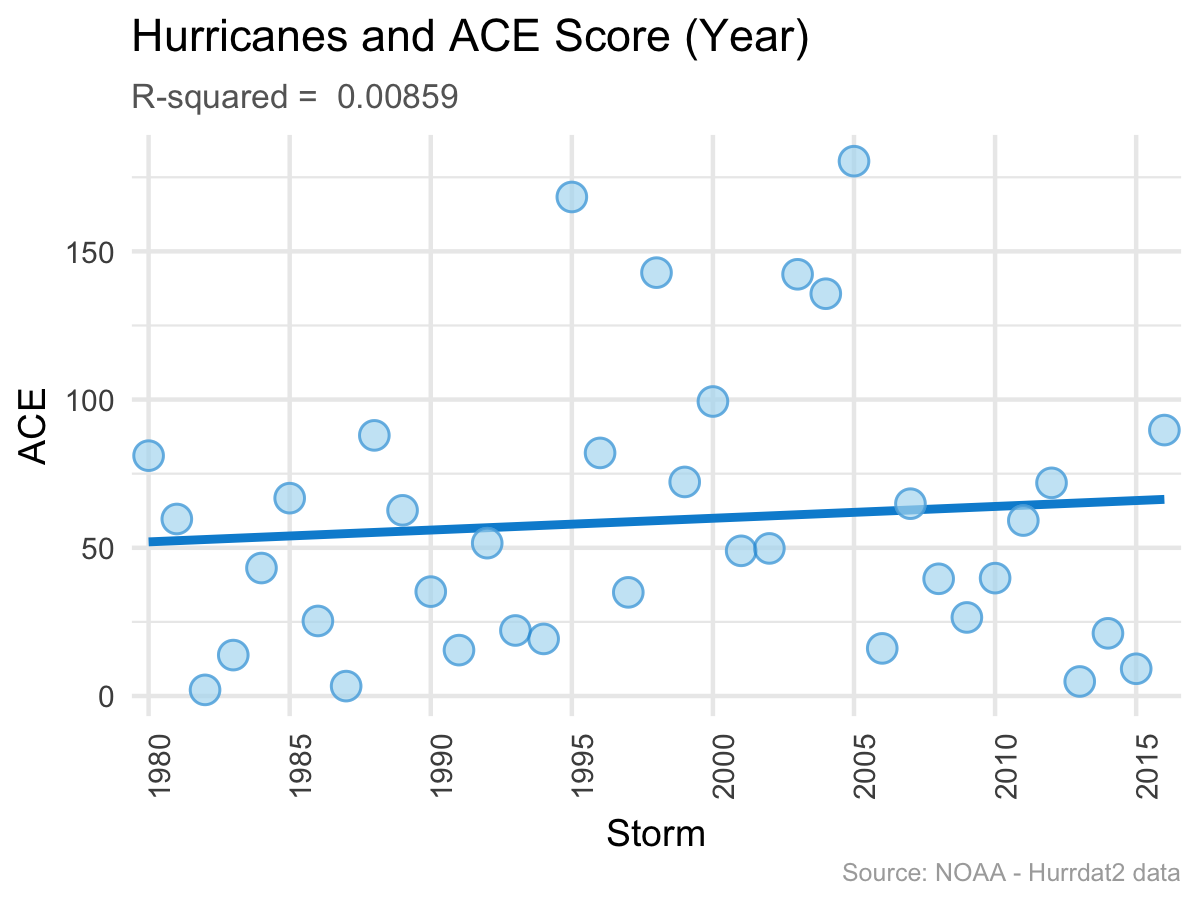 Hurricanes and ACE Score (Year)
R-squared =  0.00859
ACE
150
100
50
0
1980
1985
1990
1995
2000
2005
2010
2015
Storm
Source: NOAA - Hurrdat2 data